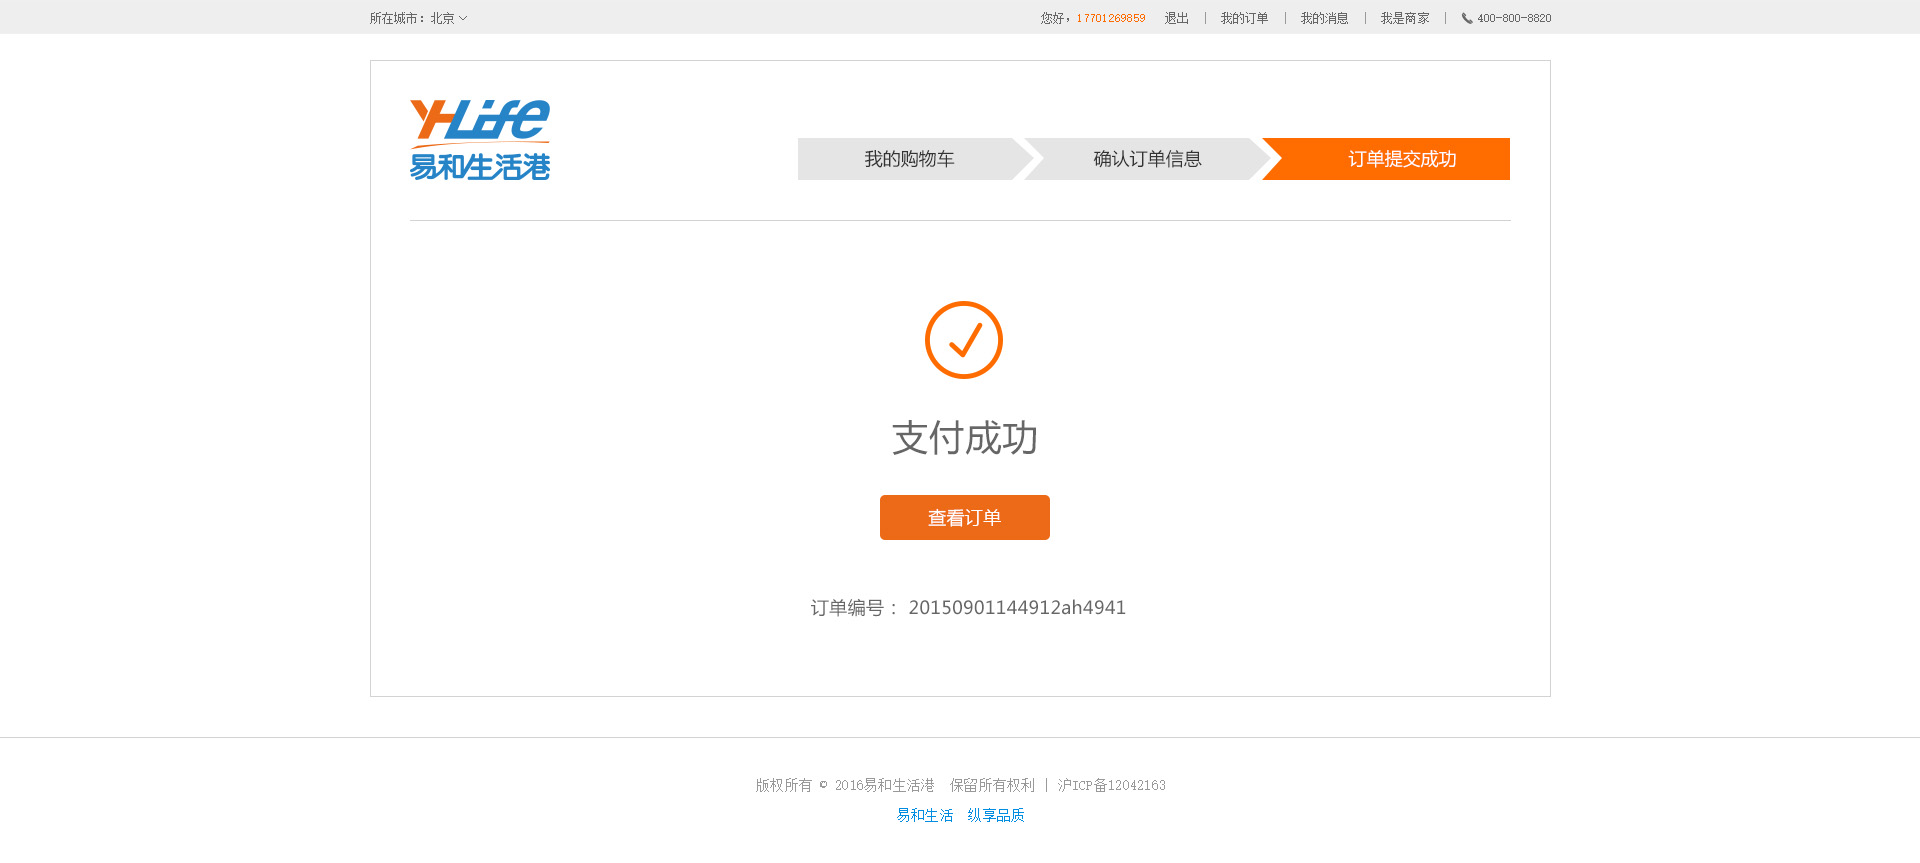 所在城市：北京
您好，17701269859 退出 | 我的订单 | 我的消息 | 我是商家 | 400-800-8820
YHLife
易和生活港
我的购物车 确认订单信息 订单提交成功
支付成功
查看订单
订单编号： 20150901144912ah4941
版权所有 © 2016易和生活港 保留所有权利 | 沪ICP备12042163
易和生活 纵享品质